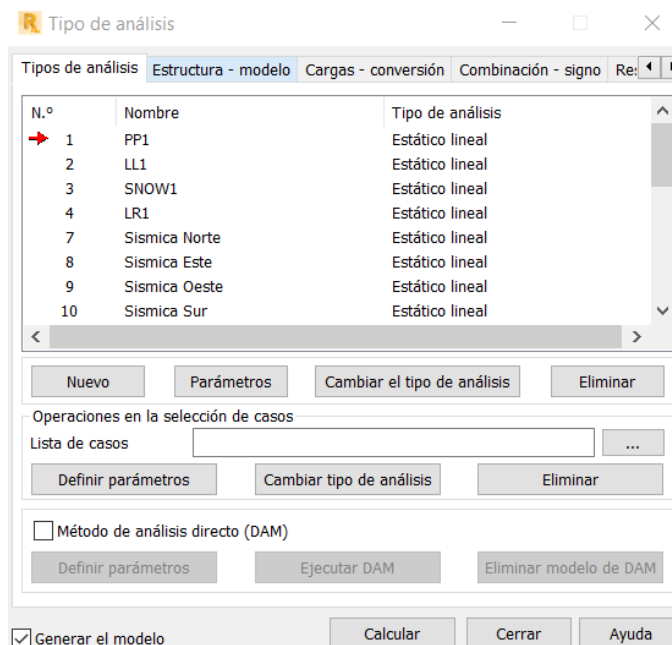 Tipo de análisis
Tipos de análisis Estructura - modelo Cargas - conversión Combinación - signo Re:
N.º Nombre Tipo de análisis
1 PP1 Estático lineal
2 LL1 Estático lineal
3 SNOW1 Estático lineal
4 LR1 Estático lineal
7 Sismica Norte Estático lineal
8 Sismica Este Estático lineal
9 Sismica Oeste Estático lineal
10 Sismica Sur Estático lineal
Nuevo Parámetros Cambiar el tipo de análisis Eliminar
Operaciones en la selección de casos
Lista de casos ...
Definir parámetros Cambiar tipo de análisis Eliminar
Método de análisis directo (DAM)
Definir parámetros Ejecutar DAM Eliminar modelo de DAM
Generar el modelo Calcular Cerrar Ayuda